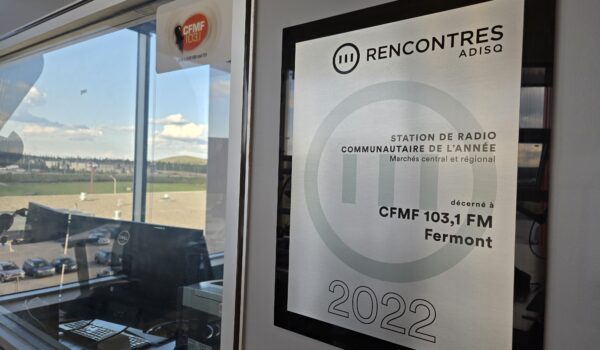 CFMF
103,1
RENCONTRES
ADISQ
STATION DE RADIO
COMMUNAUTAIRE DE L'ANNÉE
Marchés central et régional
décerné à
CFMF 103,1 FM
Fermont
2022